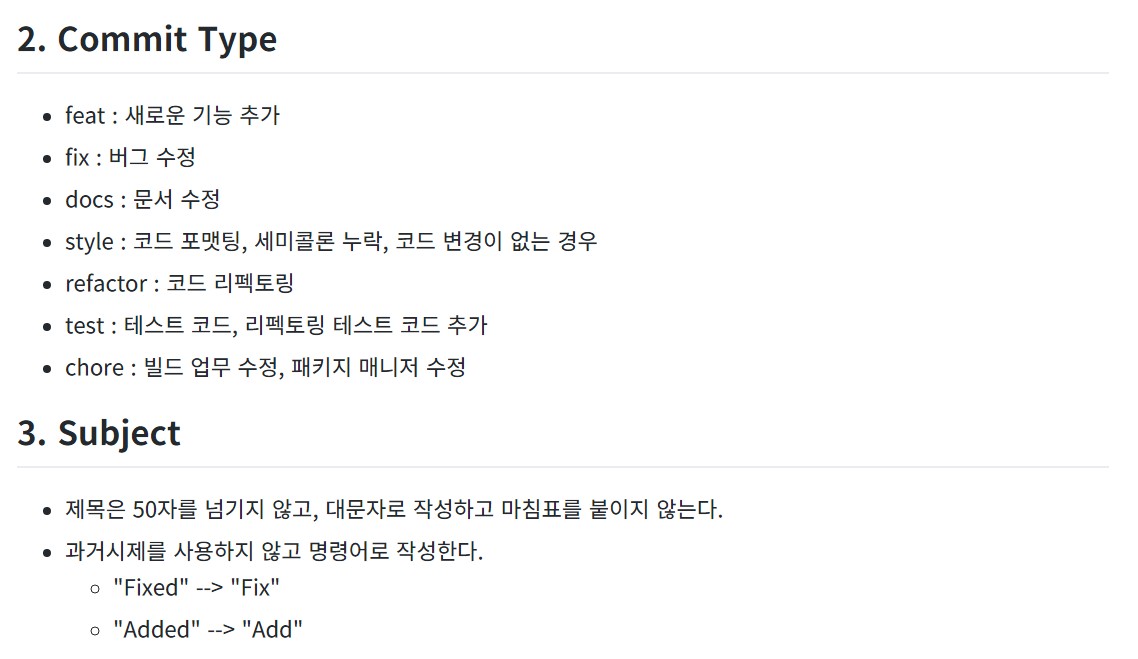 2. Commit Type
feat : 새로운 기능 추가
fix : 버그 수정
docs : 문서 수정
style : 코드 포맷팅, 세미콜론 누락, 코드 변경이 없는 경우
refactor : 코드 리펙토링
test : 테스트 코드, 리펙토링 테스트 코드 추가
chore : 빌드 업무 수정, 패키지 매니저 수정
3. Subject
제목은 50자를 넘기지 않고, 대문자로 작성하고 마침표를 붙이지 않는다.
과거시제를 사용하지 않고 명령어로 작성한다.
"Fixed" --> "Fix"
"Added" --> "Add"